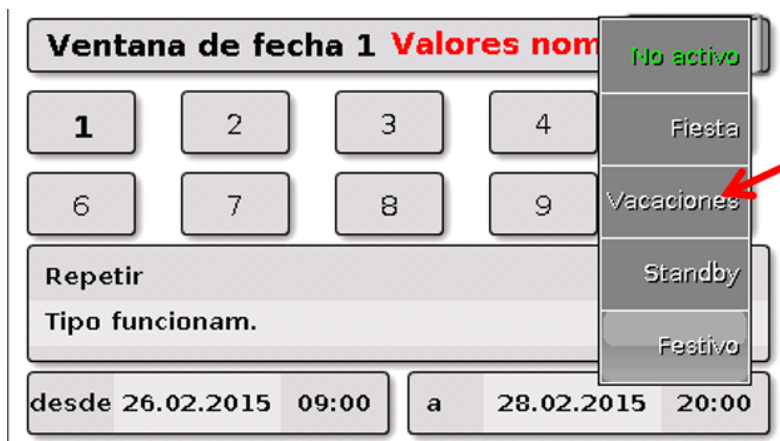 Ventana de fecha 1 Valores nom
No activo
1 2 3 4
Fiesta
6 7 8 9
Vacaciones
Repetir
Standby
Tipo funcionam.
Festivo
desde 26.02.2015 09:00 a 28.02.2015 20:00